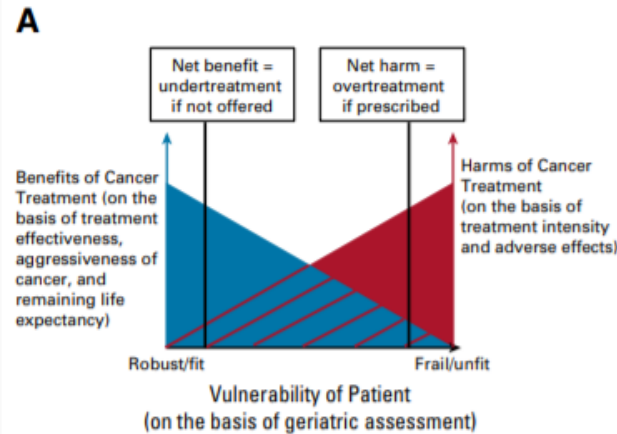 A
Net benefit =
undertreatment
if not offered
Net harm =
overtreatment
if prescribed
Benefits of Cancer
Treatment (on the
basis of treatment
effectiveness,
aggressiveness of
cancer, and
remaining life
expectancy)
Harms of Cancer
Treatment
(on the basis of
treatment intensity
and adverse effects)
Robust/fit
Frail/unfit
Vulnerability of Patient
(on the basis of geriatric assessment)